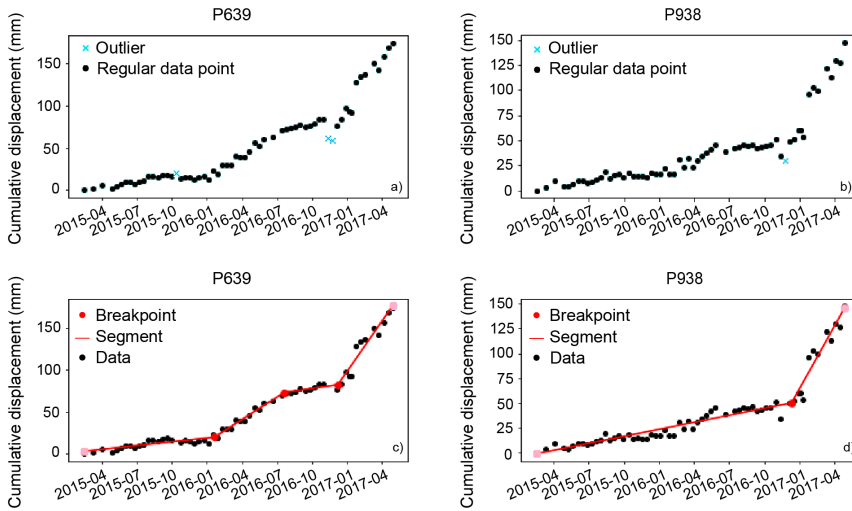 P639
Cumulative displacement (mm)
150
100
50
0
Outlier
Regular data point
a)
2015-04
2015-07
2015-10
2016-01
2016-04
2016-07
2016-10
2017-01
2017-04
P938
Cumulative displacement (mm)
150
125
100
75
50
25
0
Outlier
Regular data point
b)
2015-04
2015-07
2015-10
2016-01
2016-04
2016-07
2016-10
2017-01
2017-04
P639
Cumulative displacement (mm)
150
100
50
0
Breakpoint
Segment
Data
c)
2015-04
2015-07
2015-10
2016-01
2016-04
2016-07
2016-10
2017-01
2017-04
P938
Cumulative displacement (mm)
150
125
100
75
50
25
0
Breakpoint
Segment
Data
d)
2015-04
2015-07
2015-10
2016-01
2016-04
2016-07
2016-10
2017-01
2017-04